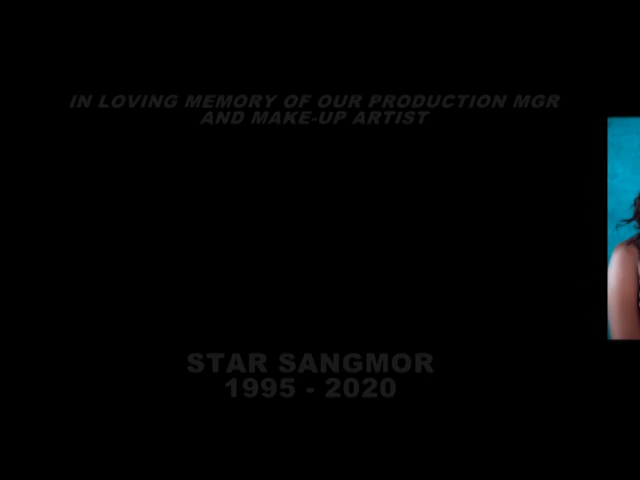 IN LOVING MEMORY OF OUR PRODUCTION MGR
AND MAKE-UP ARTIST
STAR SANGMOR
1995 - 2020